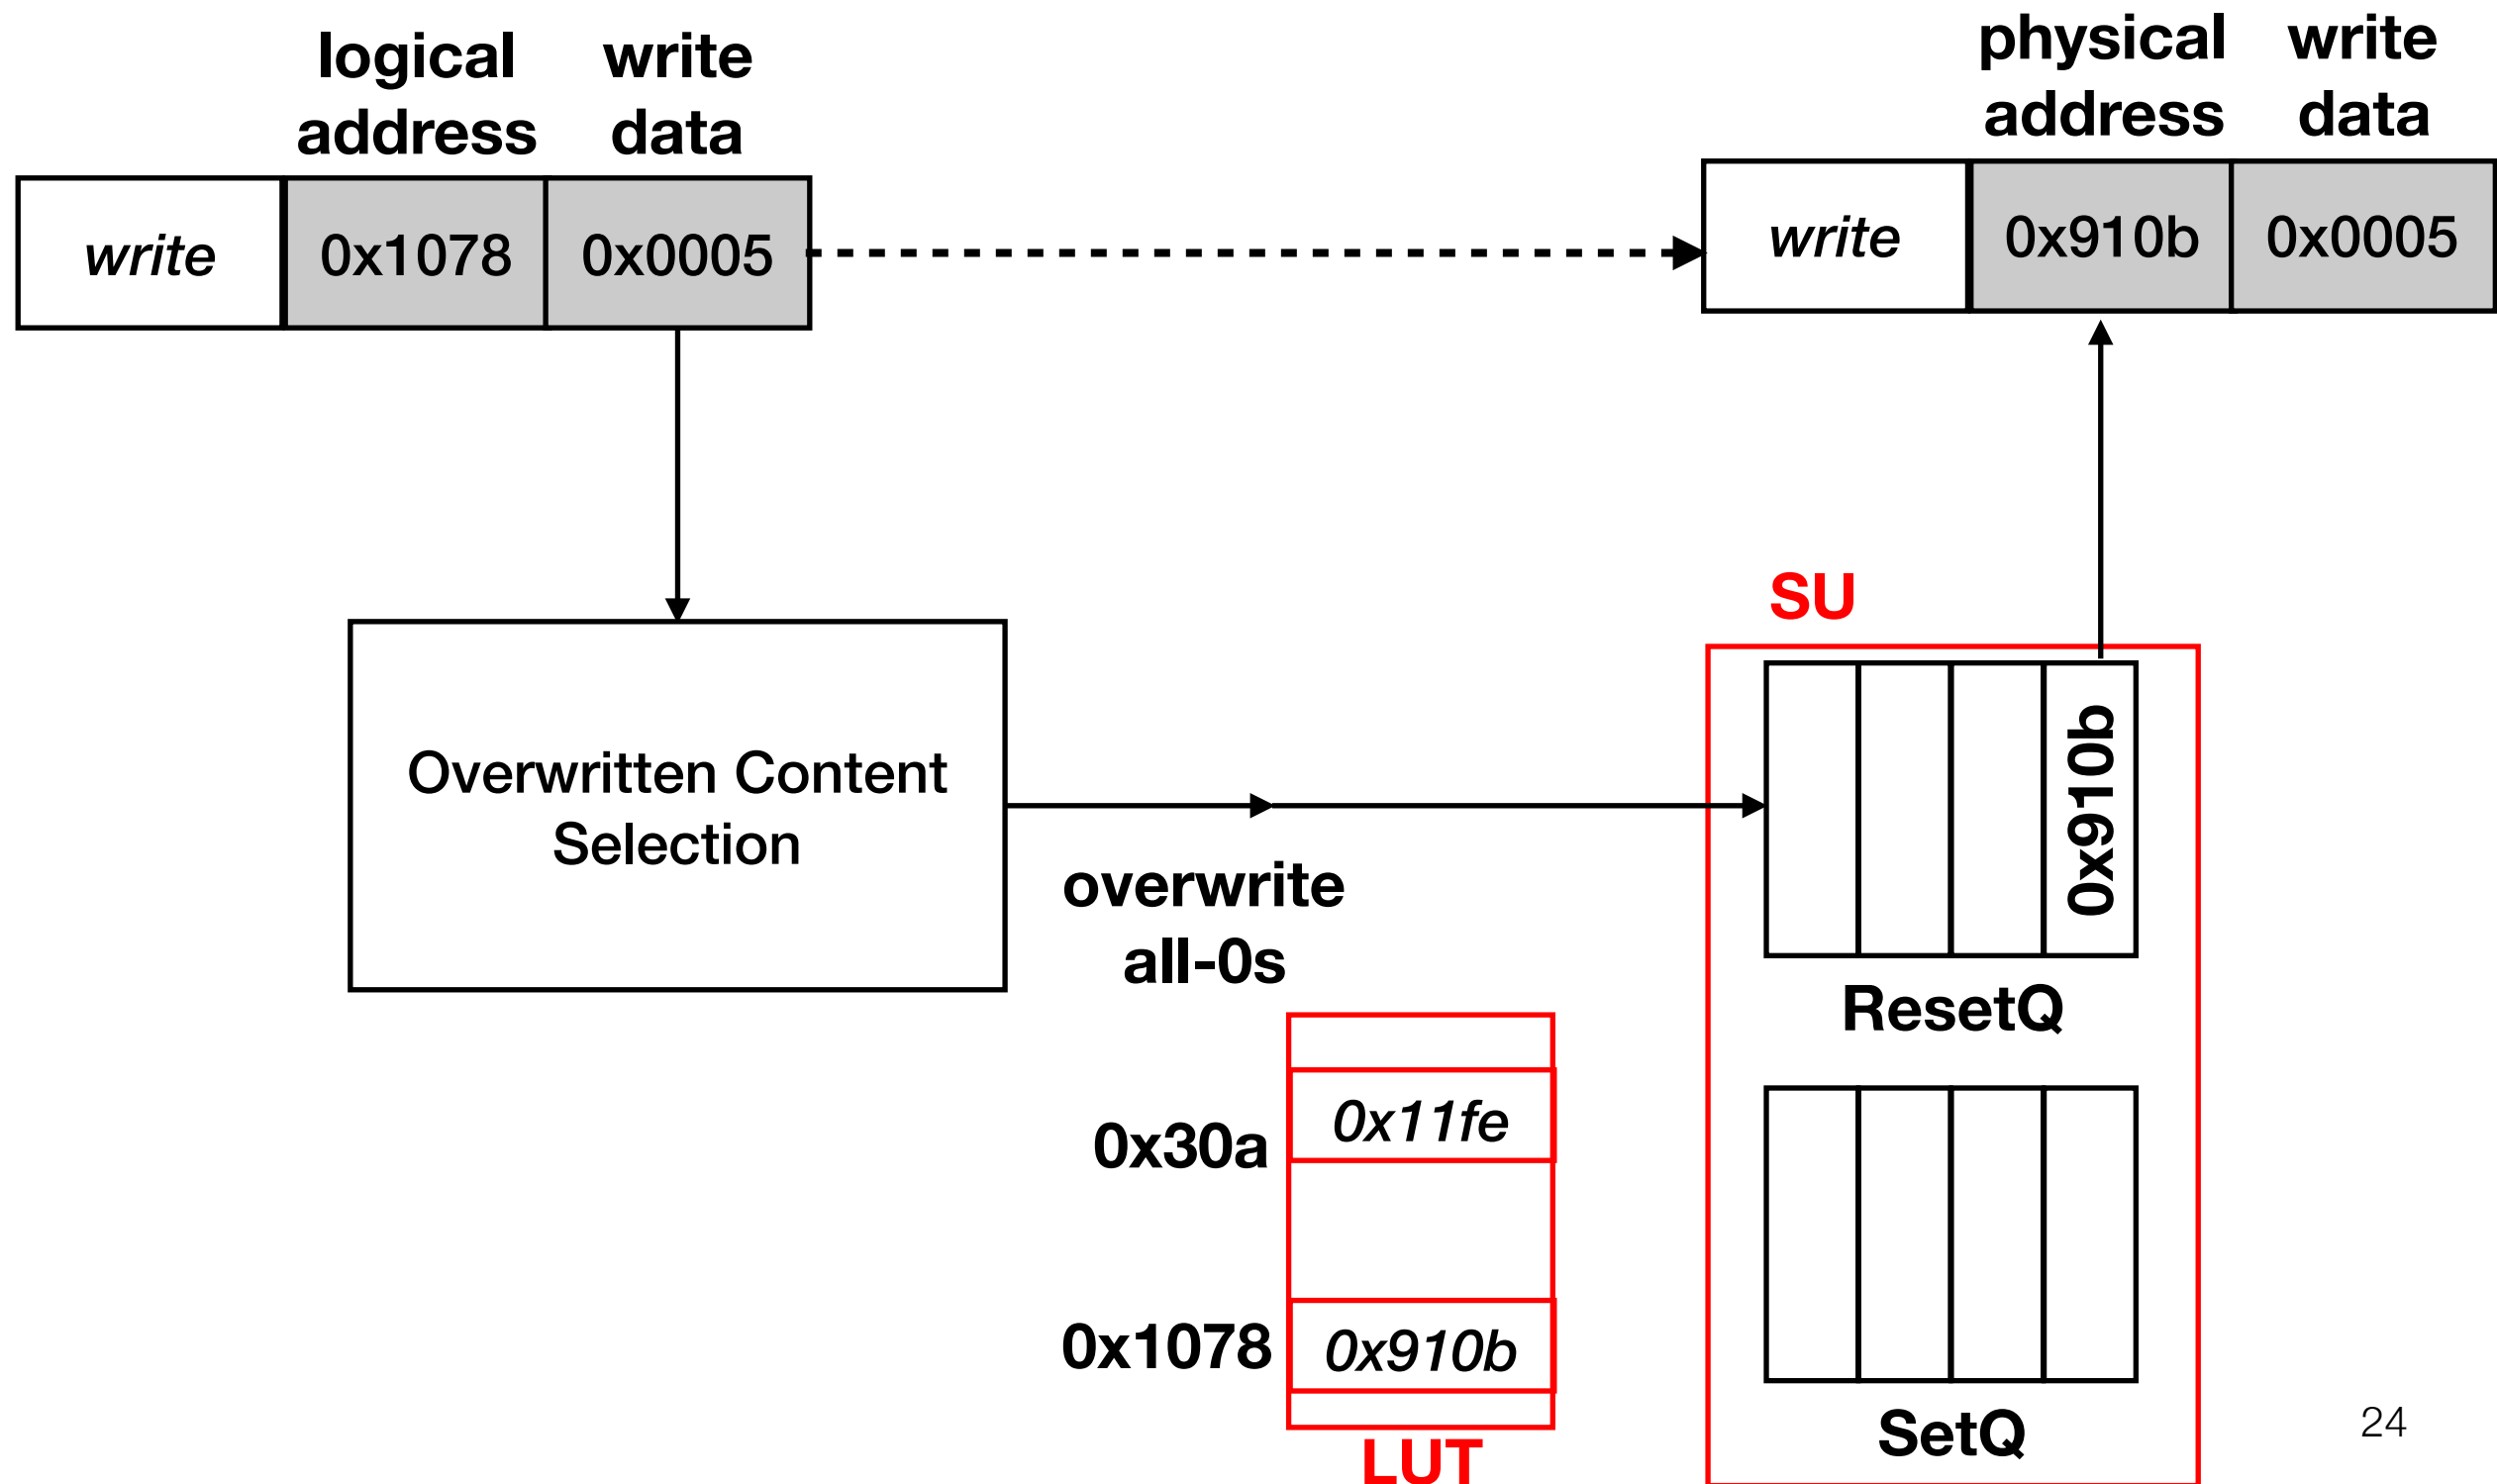 logical
address
write
data
write
0x1078
0x0005
physical
address
write
data
write
0x910b
0x0005
SU
Overwritten Content
Selection
overwrite
all-0s
0x910b
ResetQ
0x30a
0x11fe
0x1078
0x910b
LUT
SetQ
24